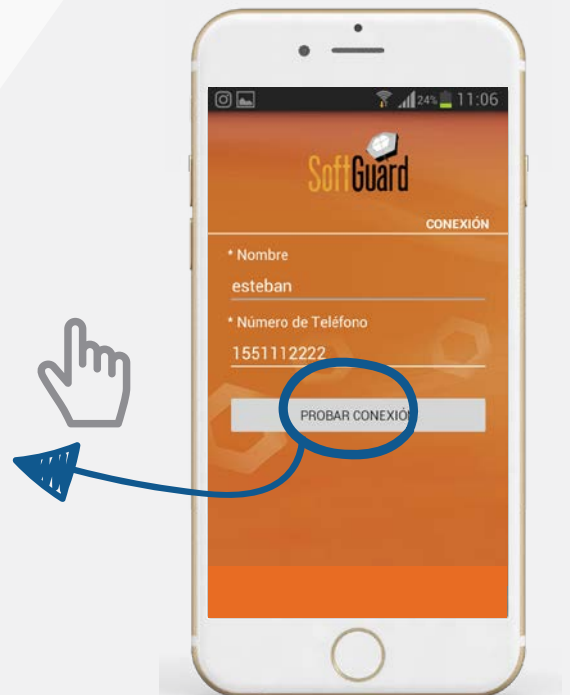 24% 11:06
SoftGuard
CONEXIÓN
* Nombre
esteban
* Número de Teléfono
1551112222
PROBAR CONEXIÓN